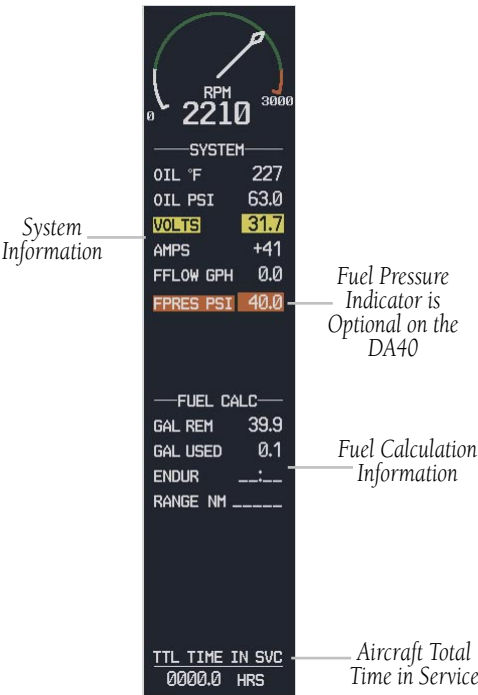 RPM
0 3000
2210
SYSTEM
OIL °F 227
OIL PSI 63.0
VOLTS 31.7
AMPS +41
FFLOW GPH 0.0
FPRES PSI 40.0
System
Information
Fuel Pressure
Indicator is
Optional on the
DA40
FUEL CALC
GAL REM 39.9
GAL USED 0.1
ENDUR __:__
RANGE NM _____
Fuel Calculation
Information
TTL TIME IN SVC
0000.0 HRS
Aircraft Total
Time in Service